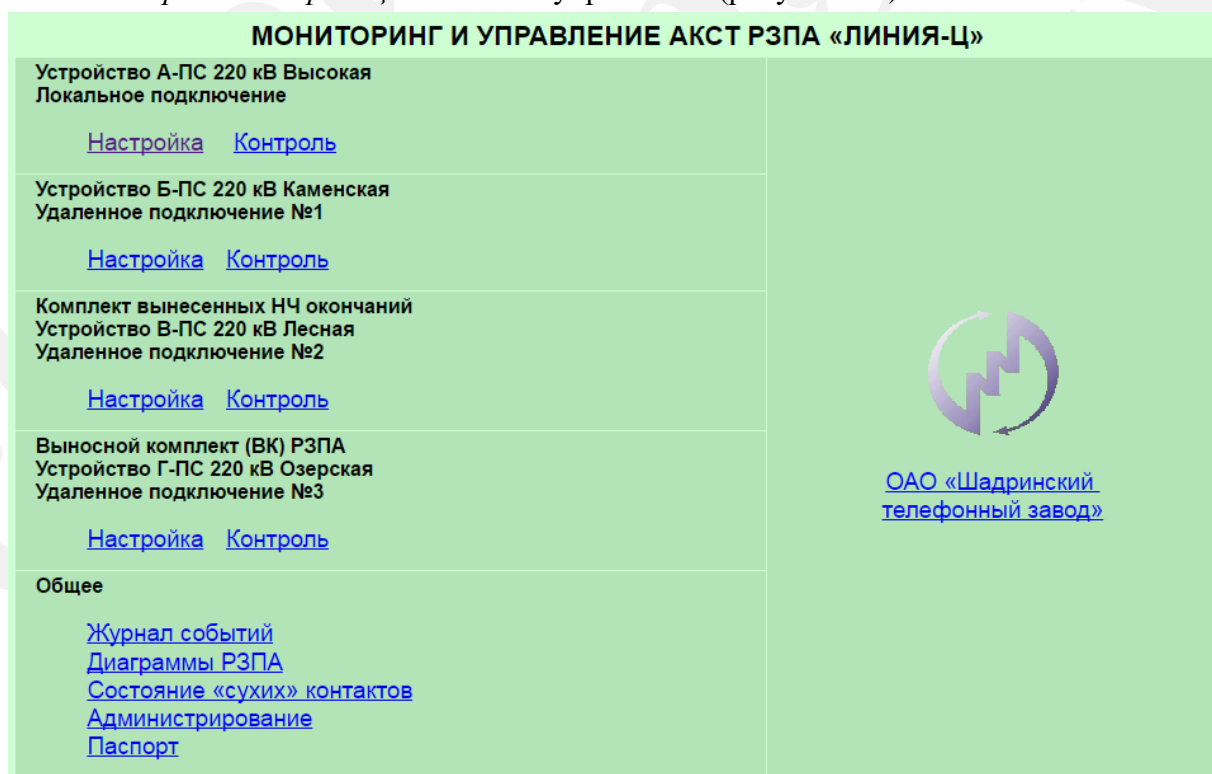 МОНИТОРИНГ И УПРАВЛЕНИЕ АКСТ РЗПА «ЛИНИЯ-Ц»
Устройство А-ПС 220 кВ Высокая
Локальное подключение
Настройка Контроль
Устройство Б-ПС 220 кВ Каменская
Удаленное подключение №1
Настройка Контроль
Комплект вынесенных НЧ окончаний
Устройство В-ПС 220 кВ Лесная
Удаленное подключение №2
Настройка Контроль
Выносной комплект (ВК) РЗПА
Устройство Г-ПС 220 кВ Озерская
Удаленное подключение №3
Настройка Контроль
Общее
Журнал событий
Диаграммы РЗПА
Состояние «сухих» контактов
Администрирование
Паспорт
ОАО «Шадринский
телефонный завод»